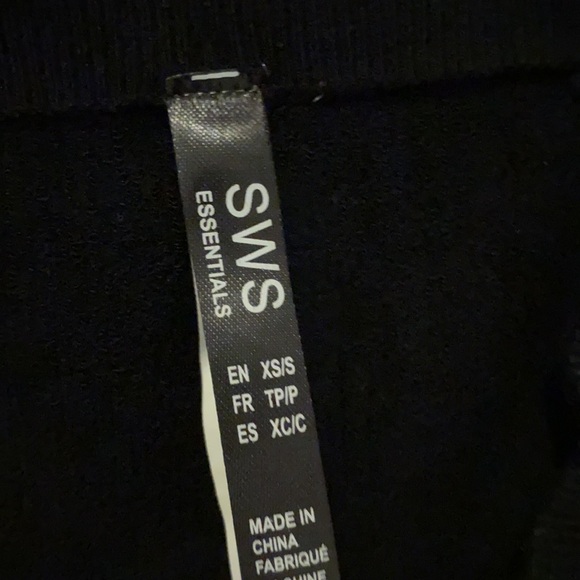 SWS
ESSENTIALS
EN XS/S
FR TP/P
ES XC/C
MADE IN
CHINA
FABRIQUÉ